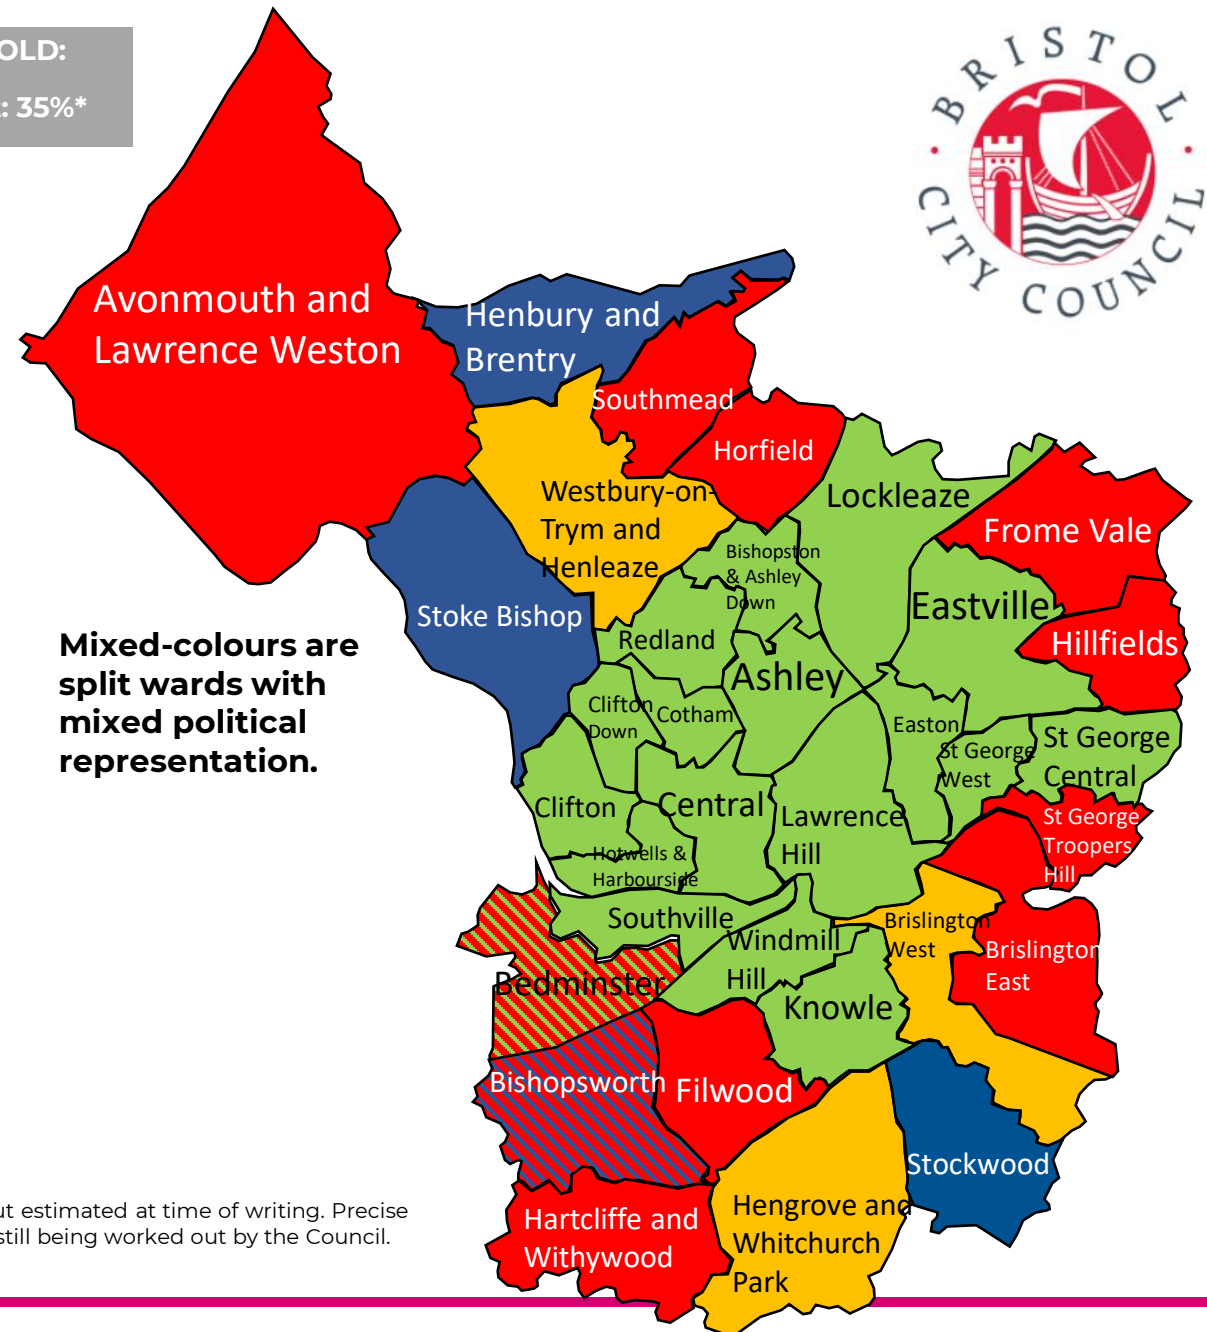 OLD:
: 35%*
BRISTOL
CITY COUNCIL
Avonmouth and
Lawrence Weston
Henbury and
Brentry
Southmead
Horfield
Lockleaze
Westbury-on-
Trym and
Henleaze
Frome Vale
Bishopston
& Ashley
Down
Eastville
Stoke Bishop
Redland
Hillfields
Mixed-colours are
split wards with
mixed political
representation.
Ashley
Clifton
Down
Cotham
Easton
St George
West
St George
Central
Clifton
Central
Lawrence
Hill
St George
Troopers
Hill
Hotwells &
Harbourside
Southville
Windmill
Hill
Brislington
West
Brislington
East
Bedminster
Knowle
Bishopsworth
Filwood
Stockwood
Hartcliffe and
Withywood
Hengrove and
Whitchurch
Park
ut estimated at time of writing. Precise
still being worked out by the Council.